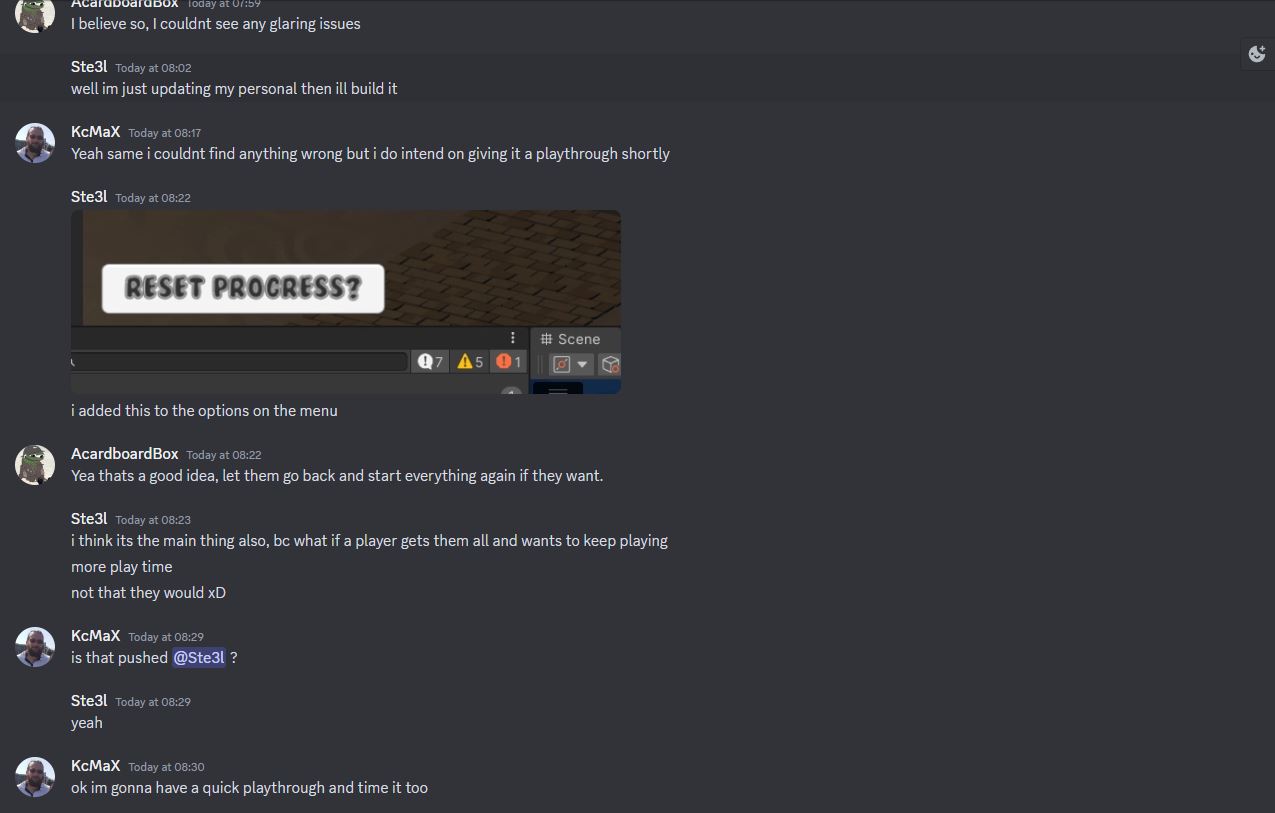 AcardboardBox Today at 07:59
I believe so, I couldnt see any glaring issues
Ste3l Today at 08:02
well im just updating my personal then ill build it
KcMaX Today at 08:17
Yeah same i couldnt find anything wrong but i do intend on giving it a playthrough shortly
Ste3l Today at 08:22
RESET PROGRESS?
Scene
7 5 1
i added this to the options on the menu
AcardboardBox Today at 08:22
Yea thats a good idea, let them go back and start everything again if they want.
Ste3l Today at 08:23
i think its the main thing also, bc what if a player gets them all and wants to keep playing
more play time
not that they would xD
KcMaX Today at 08:29
is that pushed @Ste3l ?
Ste3l Today at 08:29
yeah
KcMaX Today at 08:30
ok im gonna have a quick playthrough and time it too